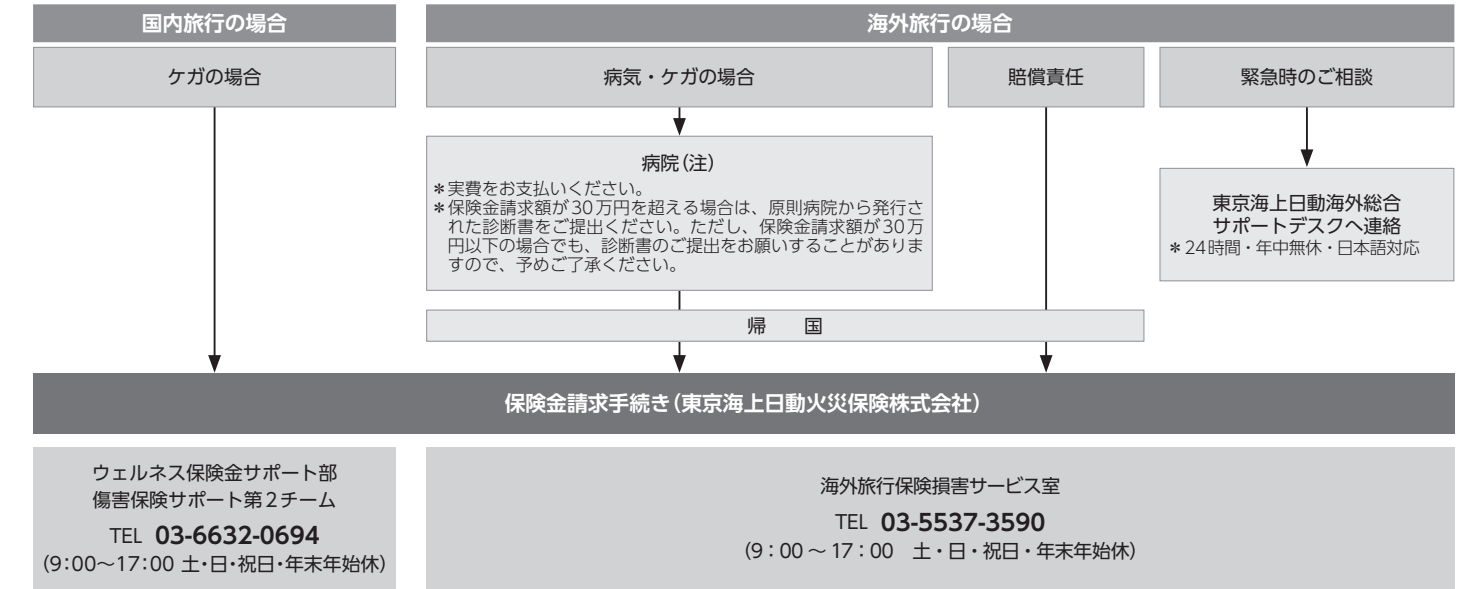 国内旅行の場合
海外旅行の場合
ケガの場合
病気・ケガの場合
賠償責任
緊急時のご相談
病院(注)
＊実費をお支払いください。
＊保険金請求額が30万円を超える場合は、原則病院から発行さ
れた診断書をご提出ください。ただし、保険金請求額が30万
円以下の場合でも、診断書のご提出をお願いすることがありま
すので、予めご了承ください。
東京海上日動海外総合
サポートデスクへ連絡
＊24時間・年中無休・日本語対応
帰　国
保険金請求手続き(東京海上日動火災保険株式会社)
ウェルネス保険金サポート部
傷害保険サポート第2チーム
TEL 03-6632-0694
(9:00～17:00 土・日・祝日・年末年始休)
海外旅行保険損害サービス室
TEL 03-5537-3590
(9：00～17：00　土・日・祝日・年末年始休)